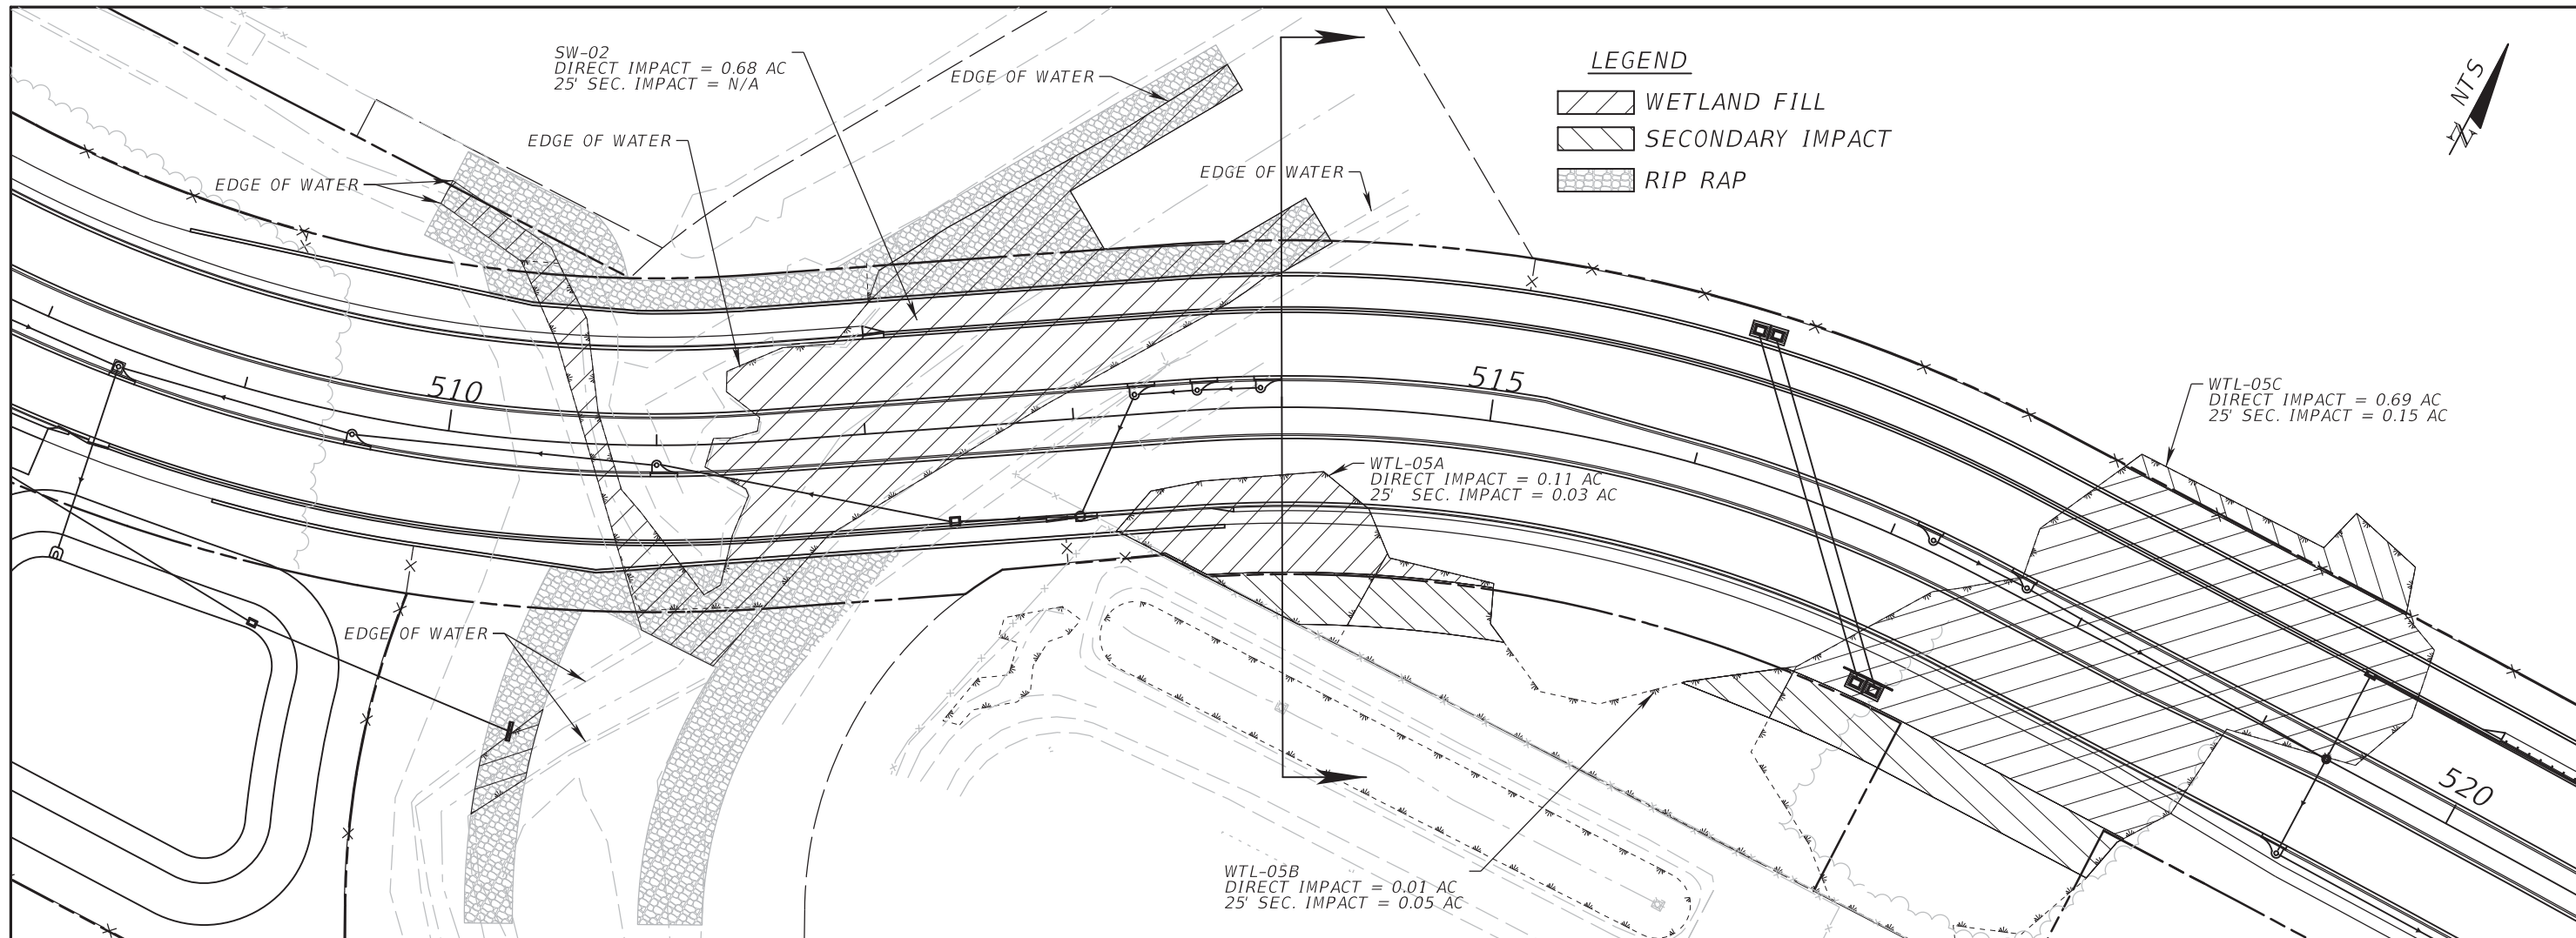 SW-02
DIRECT IMPACT = 0.68 AC
25' SEC. IMPACT = N/A
EDGE OF WATER
EDGE OF WATER
EDGE OF WATER
EDGE OF WATER
LEGEND
WETLAND FILL
SECONDARY IMPACT
RIP RAP
NTS
N
510
515
WTL-05C
DIRECT IMPACT = 0.69 AC
25' SEC. IMPACT = 0.15 AC
WTL-05A
DIRECT IMPACT = 0.11 AC
25' SEC. IMPACT = 0.03 AC
EDGE OF WATER
520
WTL-05B
DIRECT IMPACT = 0.01 AC
25' SEC. IMPACT = 0.05 AC